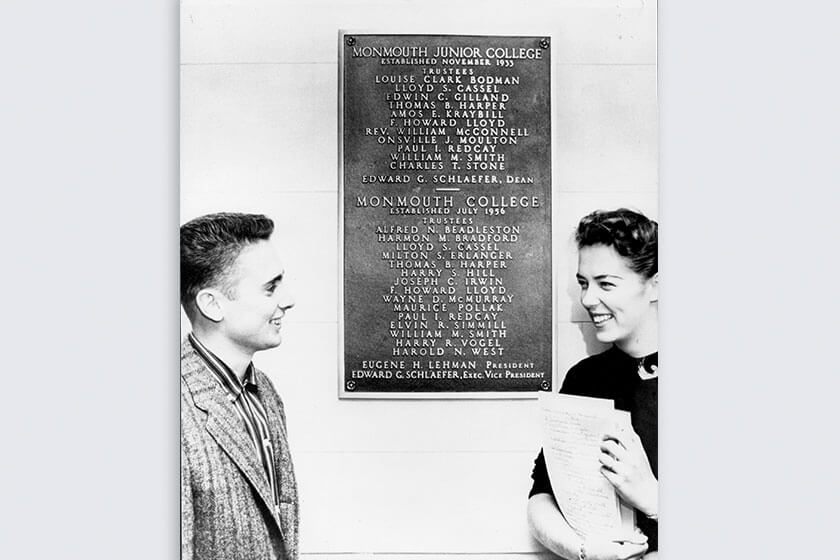 MONMOUTH JUNIOR COLLEGE
ESTABLISHED NOVEMBER 1933
TRUSTEES
LOUISE CLARK BODMAN
LLOYD S. CASSEL
EDWIN C. GILLAND
THOMAS B. HARPER
AMOS E. KRAYBILL
F. HOWARD LLOYD
REV. WILLIAM McCONNELL
ONSVILLE J. MOULTON
PAUL I. REDCAY
WILLIAM M. SMITH
CHARLES T. STONE
EDWARD G. SCHLAEFER, DEAN
MONMOUTH COLLEGE
ESTABLISHED JULY 1956
TRUSTEES
ALFRED N. BEADLESTON
HARMON M. BRADFORD
LLOYD S. CASSEL
MILTON S. ERLANGER
THOMAS B. HARPER
HARRY S. HILL
JOSEPH C. IRWIN
F. HOWARD LLOYD
WAYNE D. McMURRAY
MAURICE POLLAK
PAUL I. REDCAY
ELVIN R. SIMMILL
WILLIAM M. SMITH
HARRY R. VOGEL
HAROLD N. WEST
EUGENE H. LEHMAN PRESIDENT
EDWARD G. SCHLAEFER, EXEC. VICE PRESIDENT